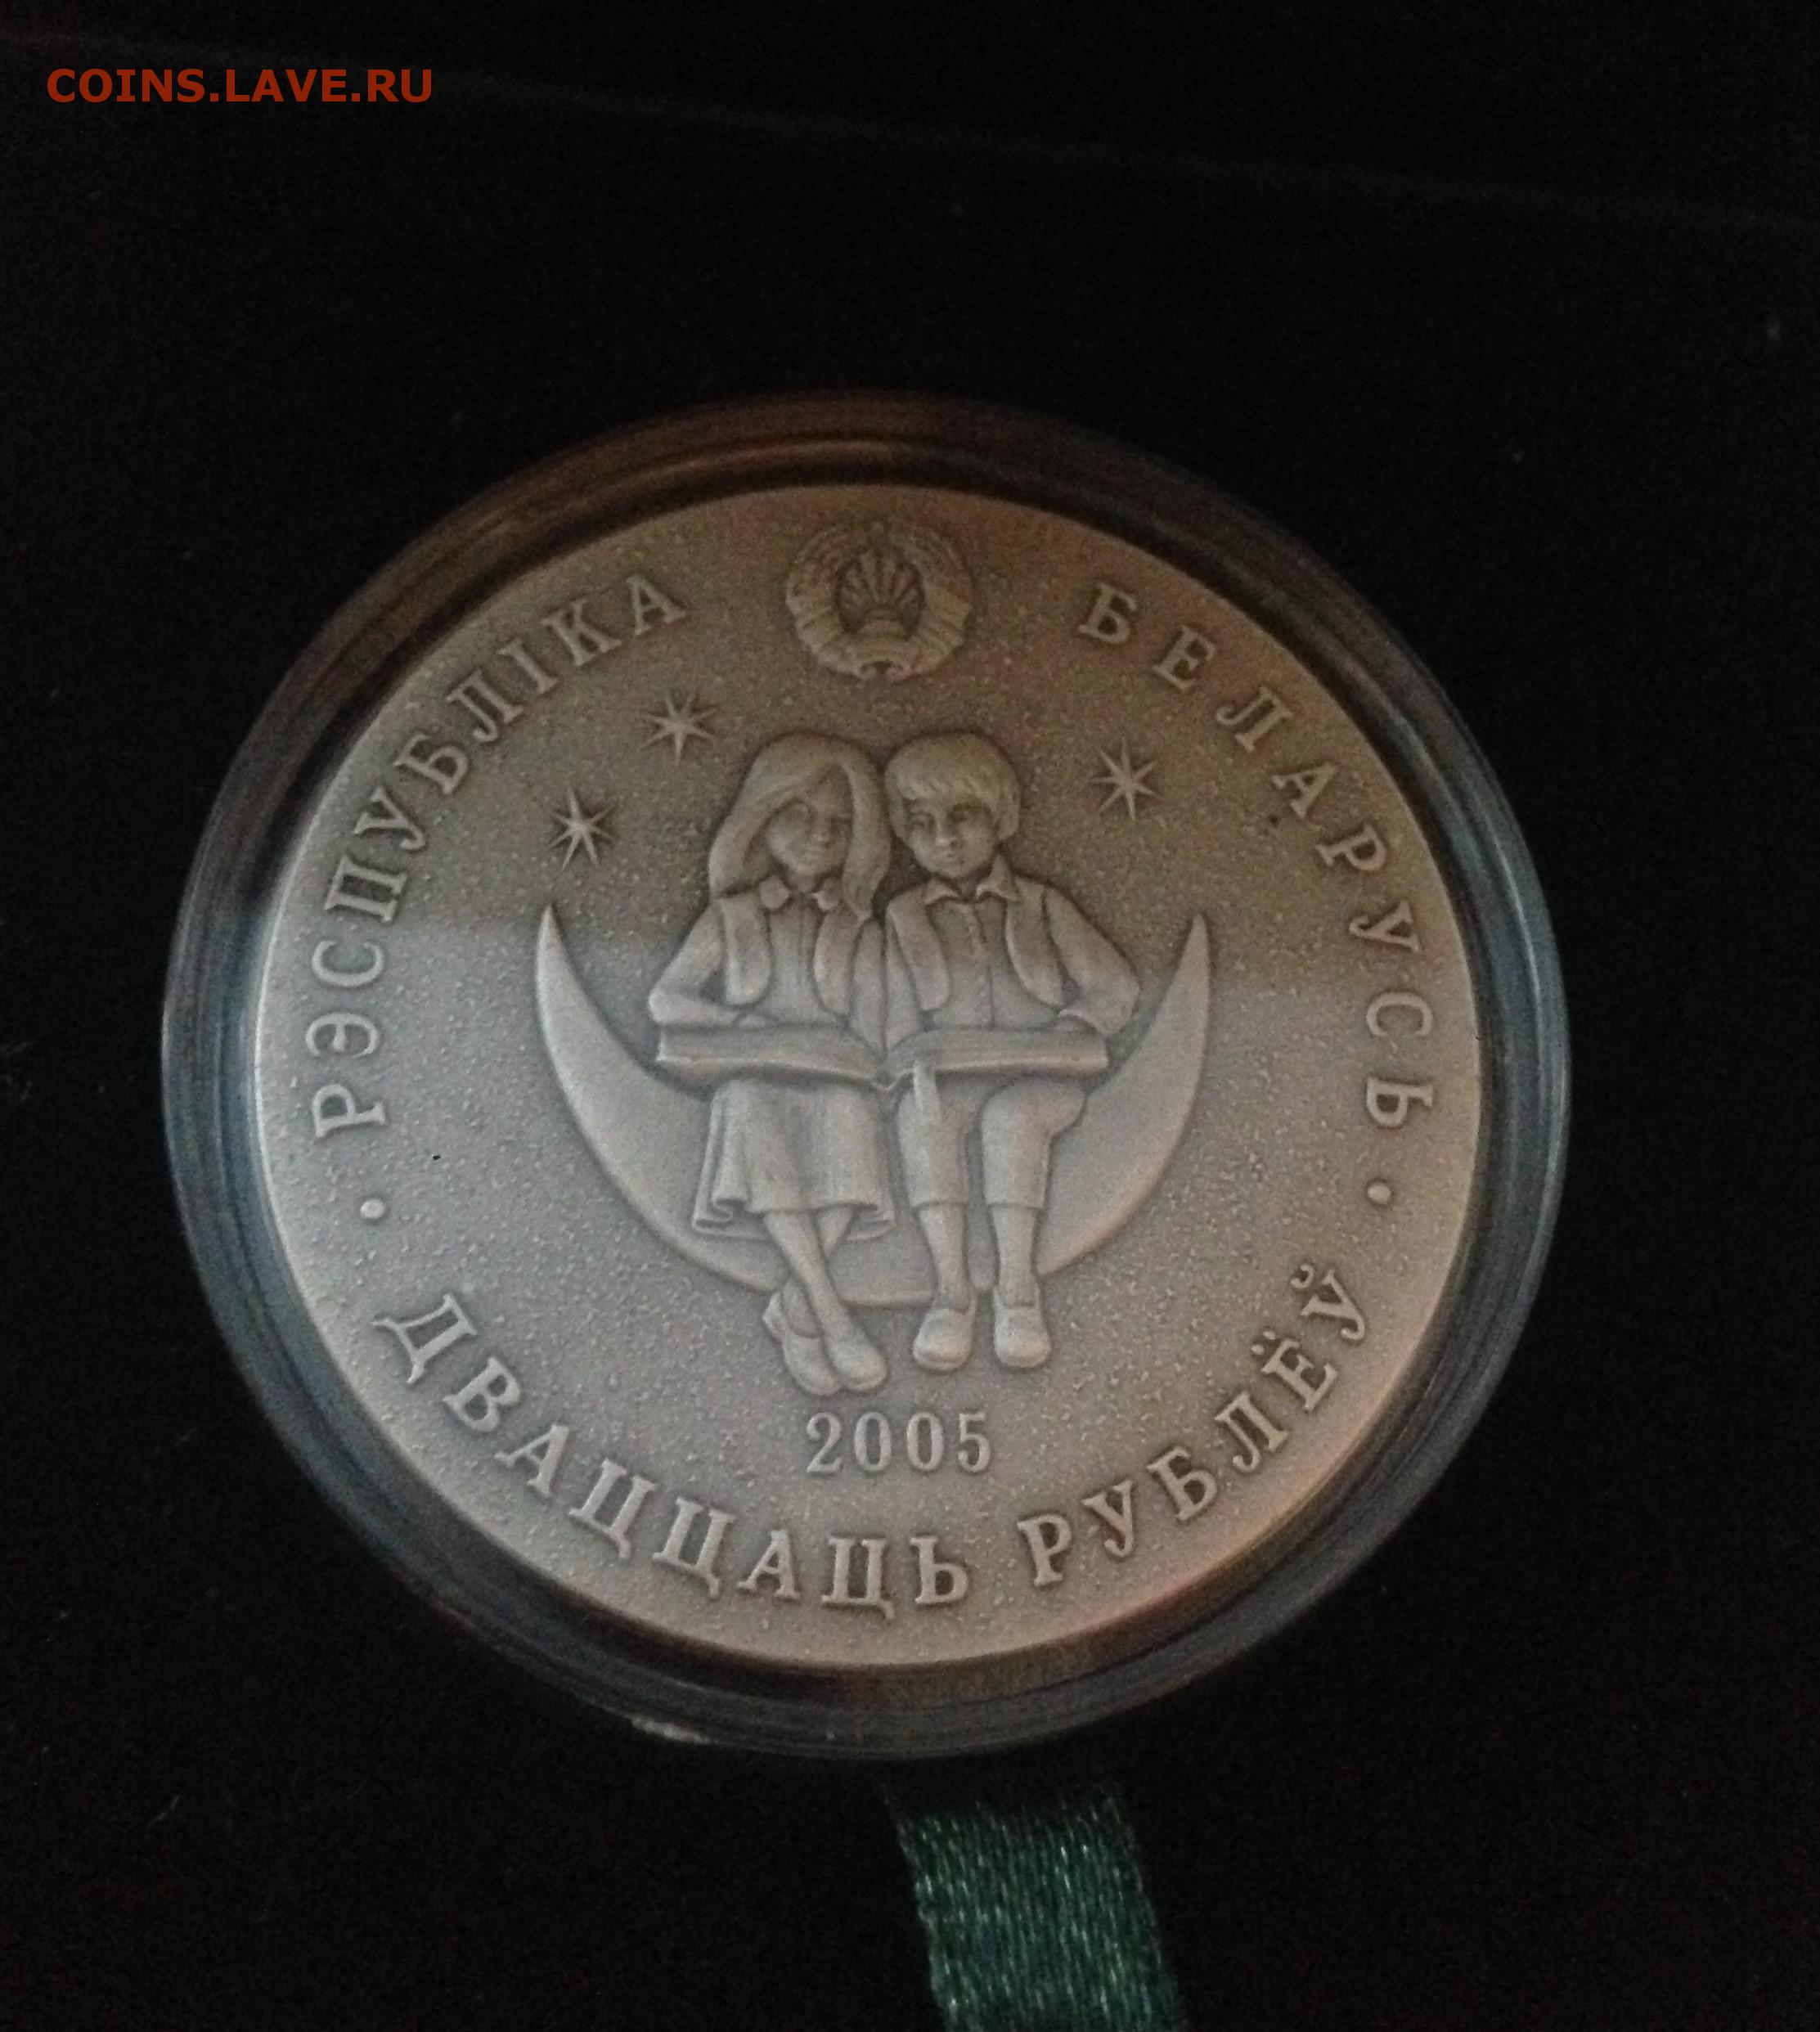 COINS.LAVE.RU
РЭСПУБЛІКА БЕЛАРУСЬ
2005
· ДВАЦЦАЦЬ РУБЛЁЎ ·